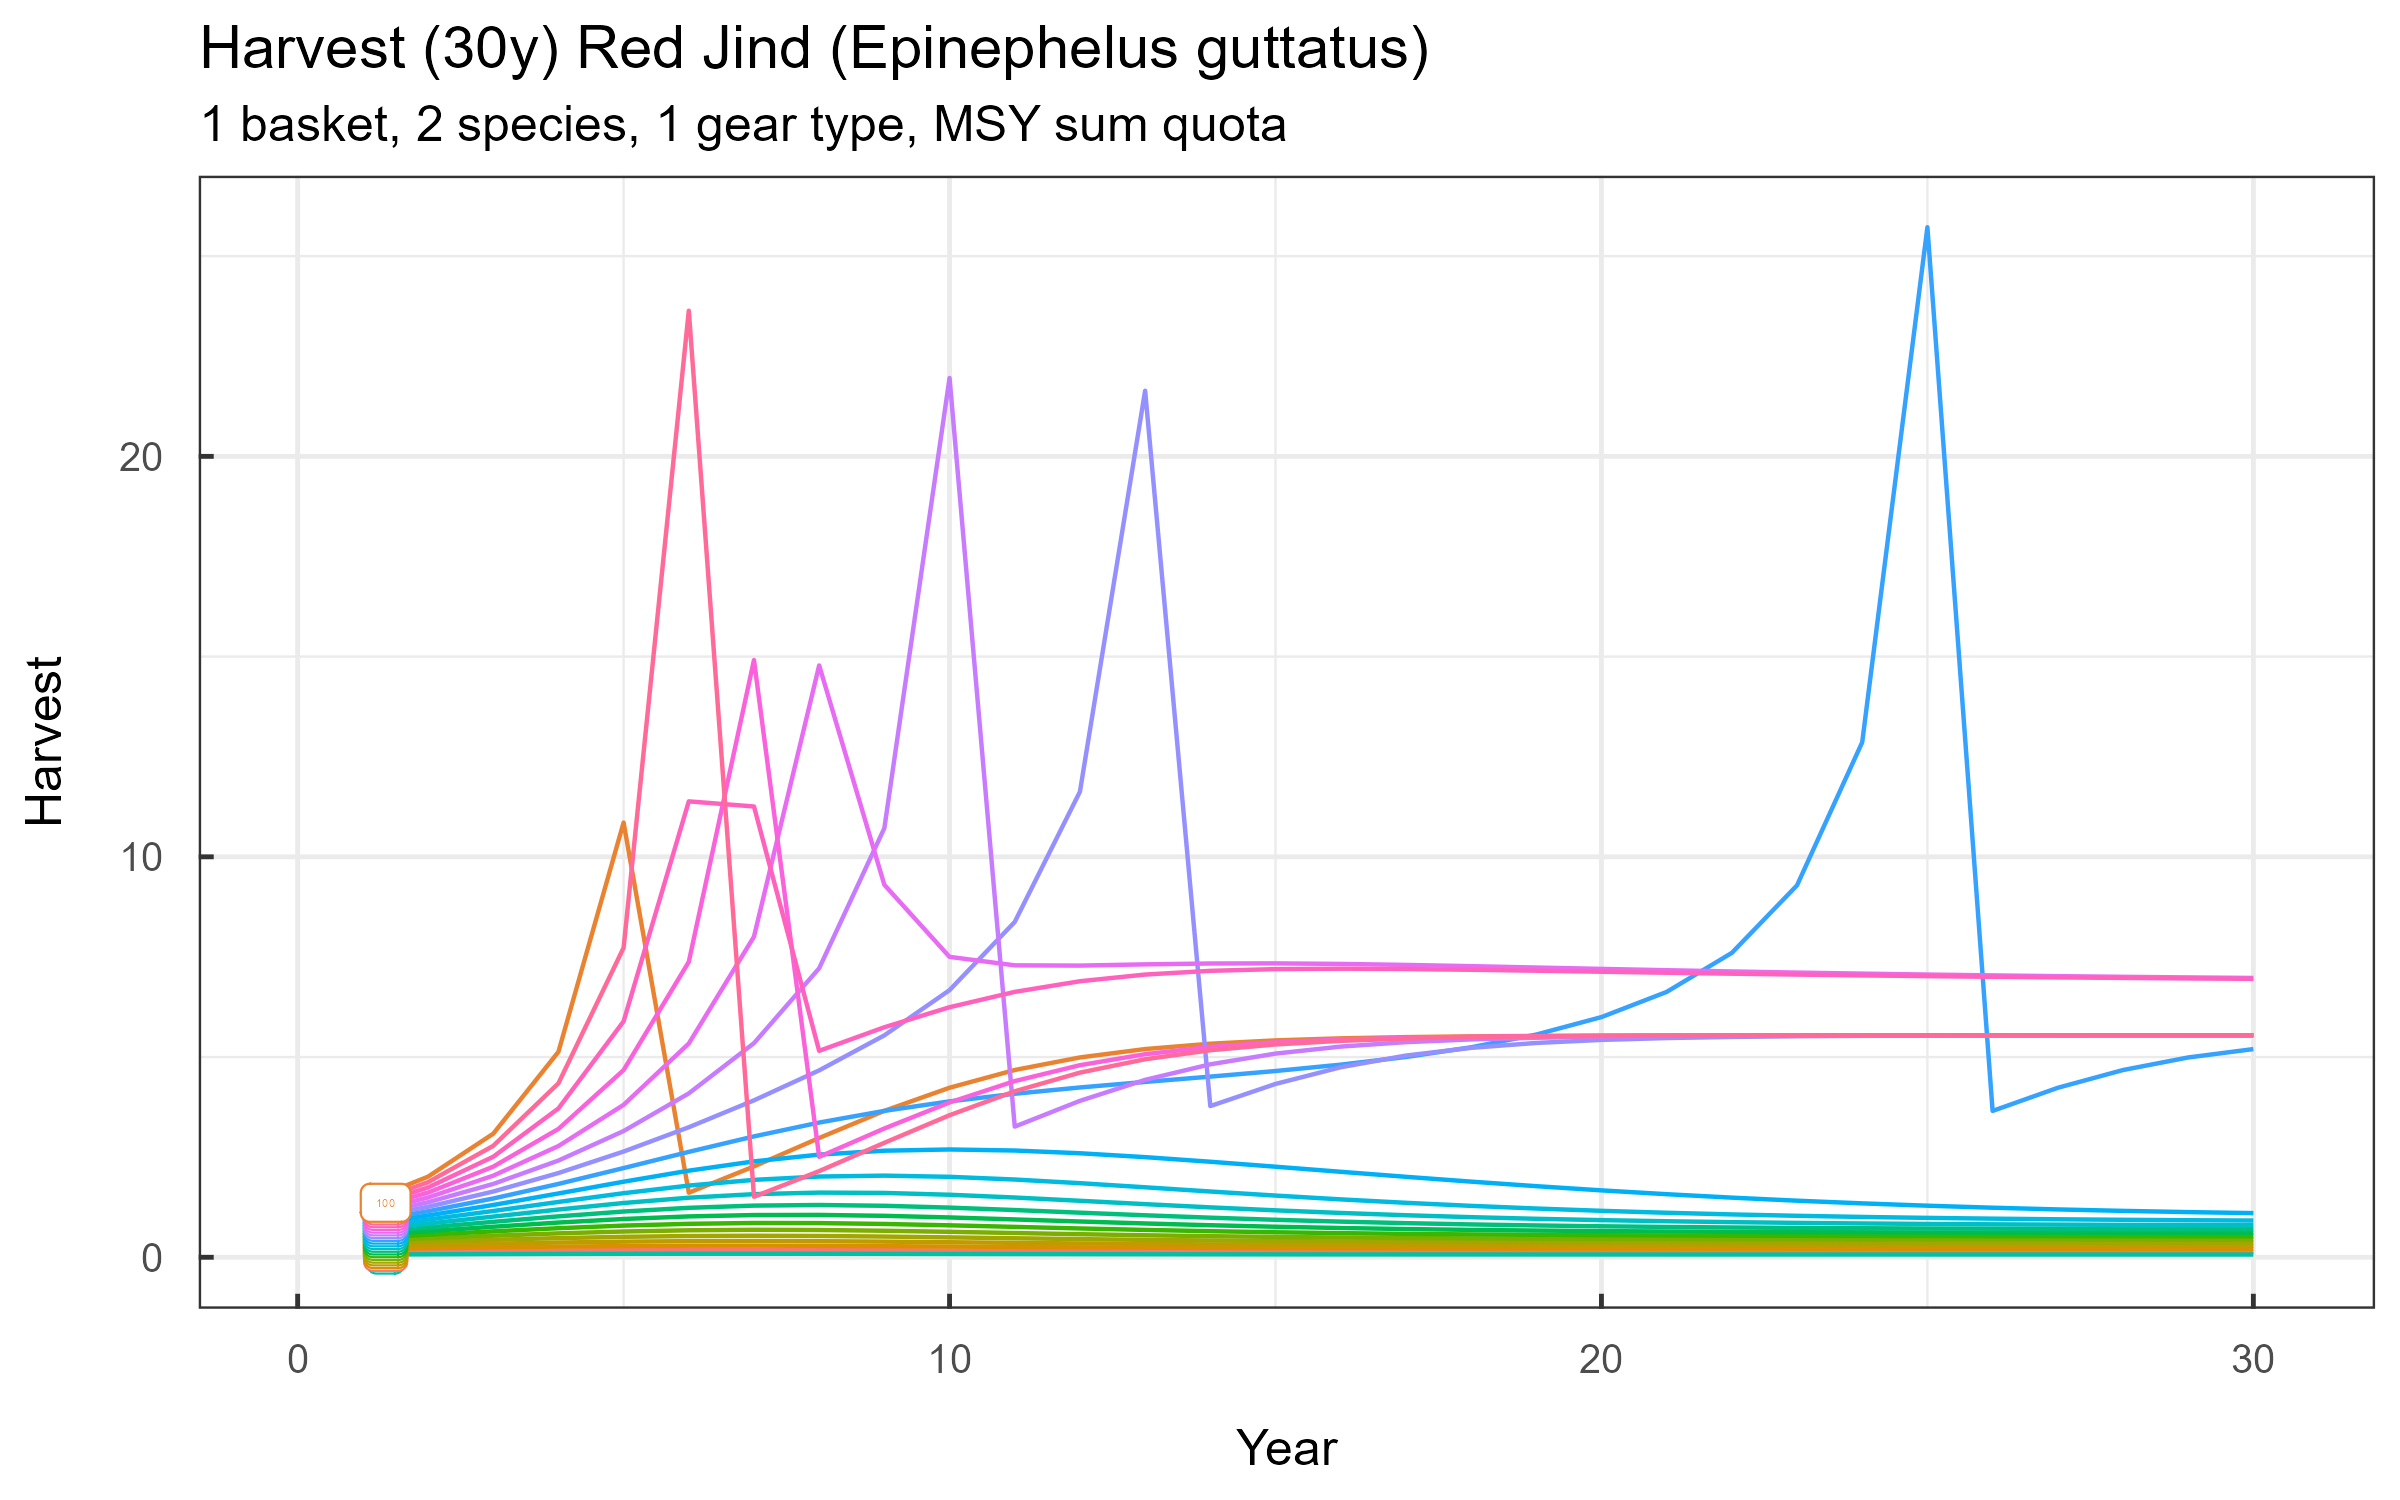 Harvest (30y) Red Jind (Epinephelus guttatus)
1 basket, 2 species, 1 gear type, MSY sum quota
Harvest
20
10
0
100
0
10
20
30
Year